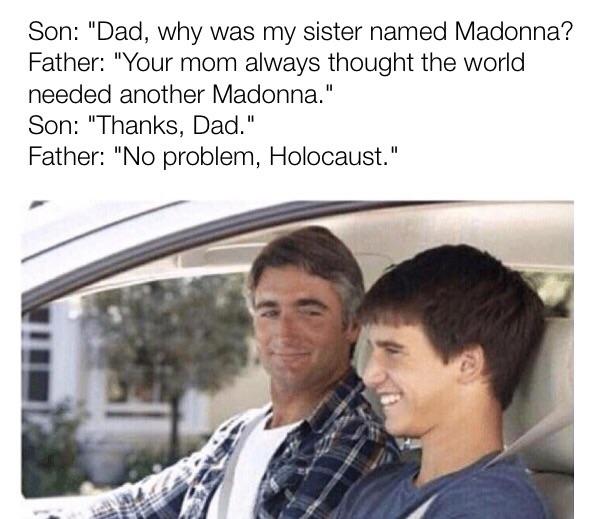 Son: "Dad, why was my sister named Madonna?
Father: "Your mom always thought the world
needed another Madonna."
Son: "Thanks, Dad."
Father: "No problem, Holocaust."